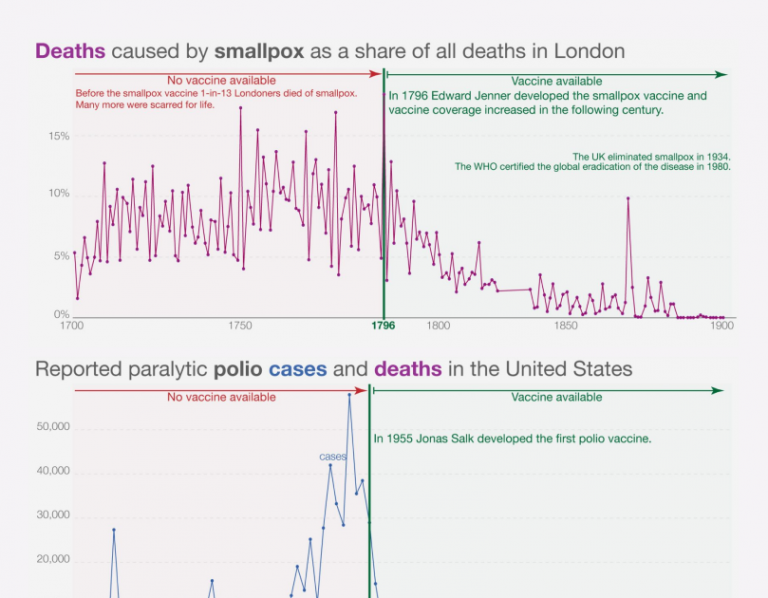 Deaths caused by smallpox as a share of all deaths in London
No vaccine available
Vaccine available
Before the smallpox vaccine 1-in-13 Londoners died of smallpox.
Many more were scarred for life.
In 1796 Edward Jenner developed the smallpox vaccine and
vaccine coverage increased in the following century.
15%
The UK eliminated smallpox in 1934.
The WHO certified the global eradication of the disease in 1980.
10%
5%
0%
1700
1750
1796
1800
1850
1900
Reported paralytic polio cases and deaths in the United States
No vaccine available
Vaccine available
50,000
In 1955 Jonas Salk developed the first polio vaccine.
cases
40,000
30,000
20,000